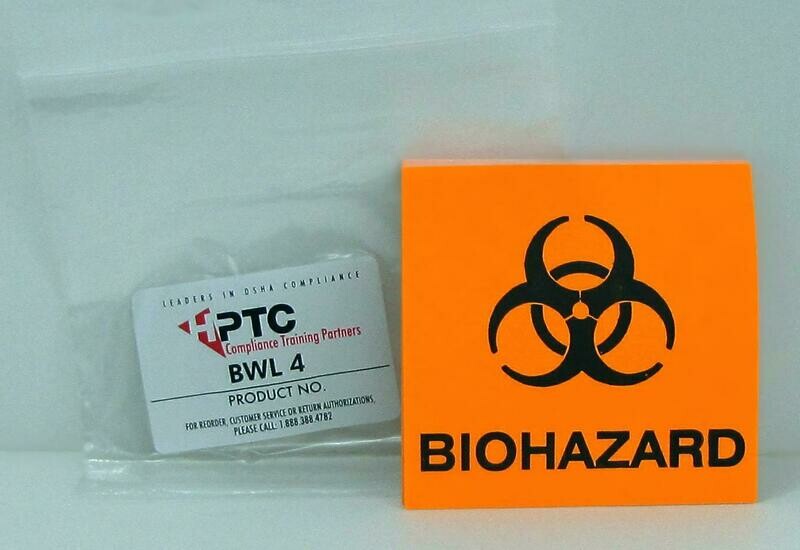 LEADERS IN OSHA COMPLIANCE
HPTC
Compliance Training Partners
BWL 4
PRODUCT NO.
FOR REORDER, CUSTOMER SERVICE OR RETURN AUTHORIZATIONS,
PLEASE CALL: 1.888.388.4782
BIOHAZARD